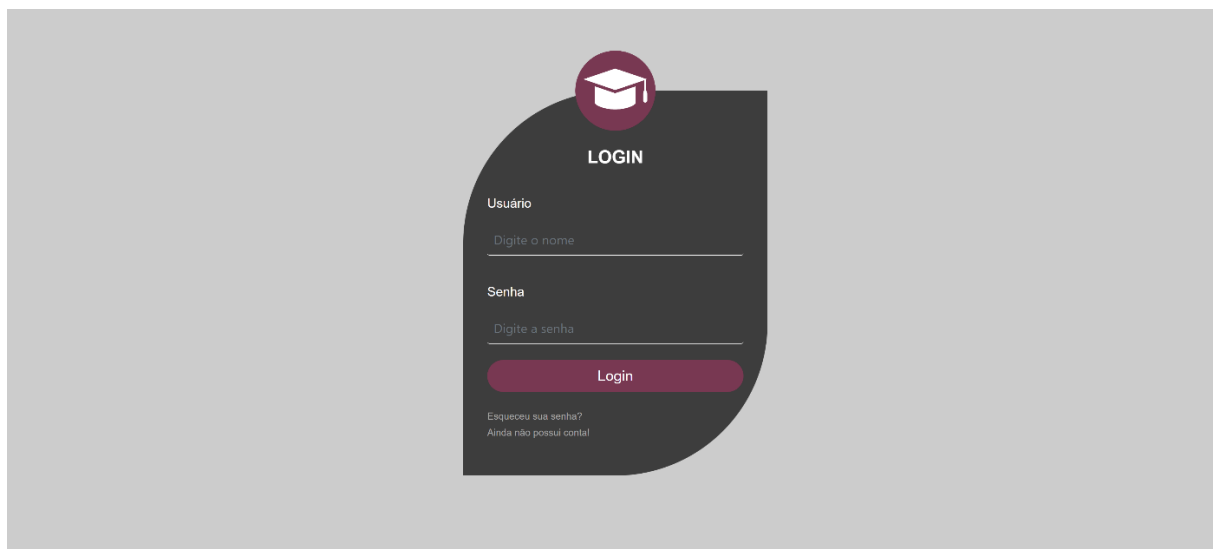 LOGIN
Usuário
Digite o nome
Senha
Digite a senha
Login
Esqueceu sua senha?
Ainda não possui conta!